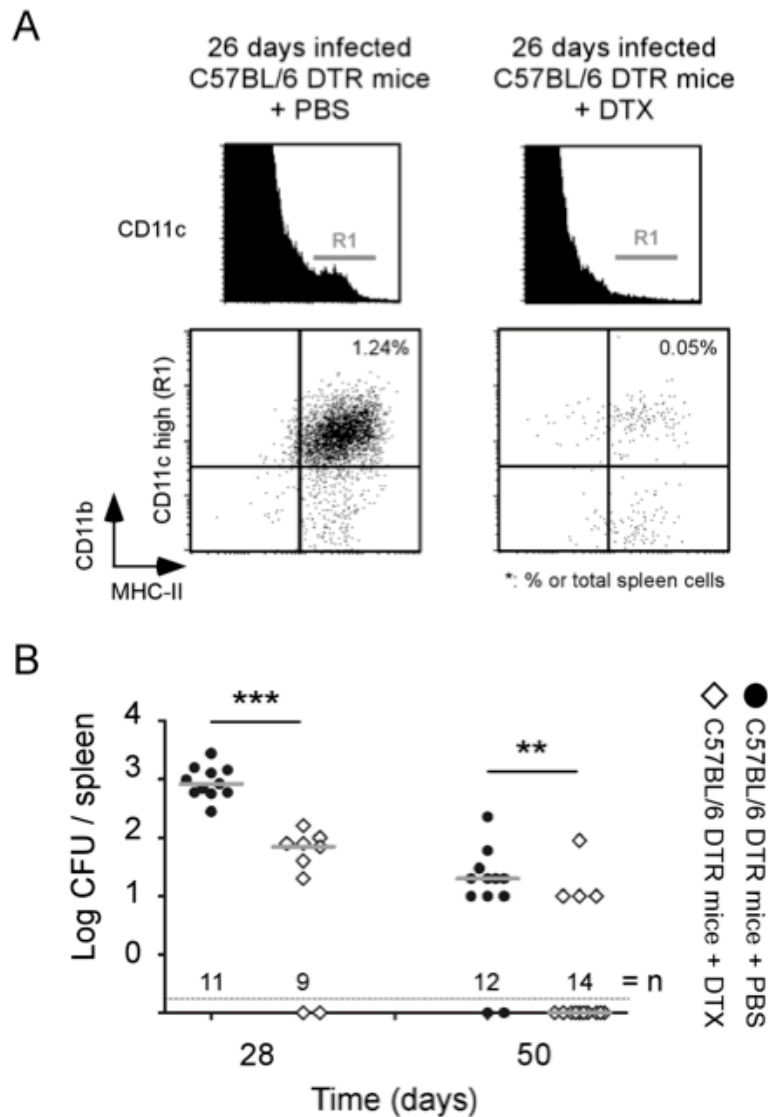 A
26 days infected
C57BL/6 DTR mice
+ PBS
26 days infected
C57BL/6 DTR mice
+ DTX
CD11c
R1
R1
CD11c high (R1)
1.24%
0.05%
CD11b
MHC-II
*: % or total spleen cells
B
Log CFU / spleen
4
3
2
1
0
***
**
11
9
12
14
= n
28
50
Time (days)
C57BL/6 DTR mice + PBS
C57BL/6 DTR mice + DTX